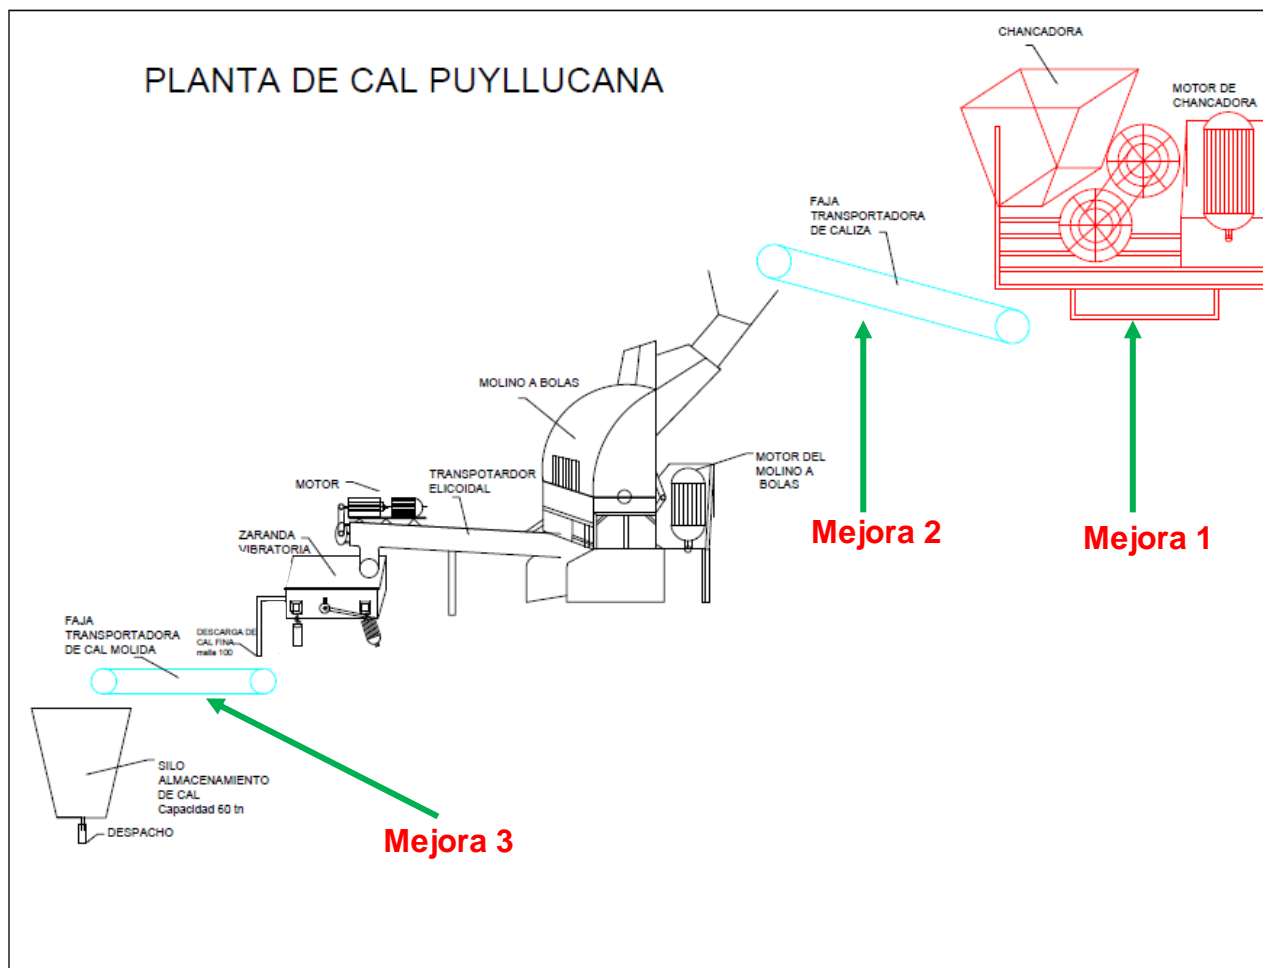 PLANTA DE CAL PUYLLUCANA
CHANCADORA
MOTOR DE
CHANCADORA
FAJA
TRANSPORTADORA
DE CALIZA
MOLINO A BOLAS
MOTOR DEL
MOLINO A
BOLAS
TRANSPOTARDOR
ELICOIDAL
MOTOR
ZARANDA
VIBRATORIA
Mejora 2
Mejora 1
FAJA
TRANSPORTADORA
DE CAL MOLIDA
DESCARGA DE
CAL FINA
malla 100
SILO
ALMACENAMIENTO
DE CAL
Capacidad 60 tn
DESPACHO
Mejora 3